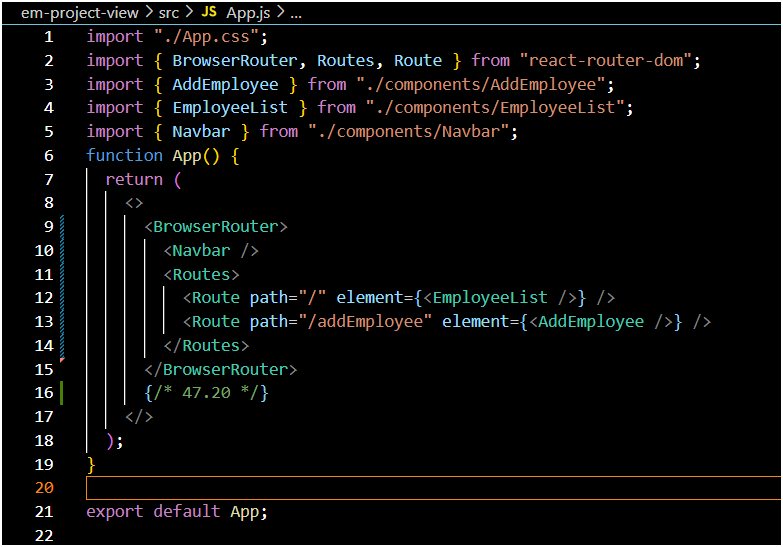 em-project-view > src > JS App.js > ...
1 import "./App.css";
2 import { BrowserRouter, Routes, Route } from "react-router-dom";
3 import { AddEmployee } from "./components/AddEmployee";
4 import { EmployeeList } from "./components/EmployeeList";
5 import { Navbar } from "./components/Navbar";
6 function App() {
7   return (
8     <>
9       <BrowserRouter>
10         <Navbar />
11         <Routes>
12           <Route path="/" element={<EmployeeList />} />
13           <Route path="/addEmployee" element={<AddEmployee />} />
14         </Routes>
15       </BrowserRouter>
16       {/* 47.20 */}
17     </>
18   );
19 }
20
21 export default App;
22